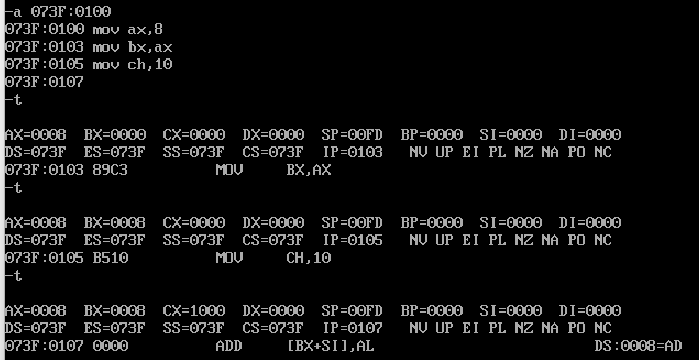 -a 073F:0100
073F:0100 mov ax,8
073F:0103 mov bx,ax
073F:0105 mov ch,10
073F:0107
-t
AX=0008 BX=0000 CX=0000 DX=0000 SP=00FD BP=0000 SI=0000 DI=0000
DS=073F ES=073F SS=073F CS=073F IP=0103 NV UP EI PL NZ NA PO NC
073F:0103 89C3 MOV BX,AX
-t
AX=0008 BX=0008 CX=0000 DX=0000 SP=00FD BP=0000 SI=0000 DI=0000
DS=073F ES=073F SS=073F CS=073F IP=0105 NV UP EI PL NZ NA PO NC
073F:0105 B510 MOV CH,10
-t
AX=0008 BX=0008 CX=1000 DX=0000 SP=00FD BP=0000 SI=0000 DI=0000
DS=073F ES=073F SS=073F CS=073F IP=0107 NV UP EI PL NZ NA PO NC
073F:0107 0000 ADD [BX+SI],AL DS:0008=AD